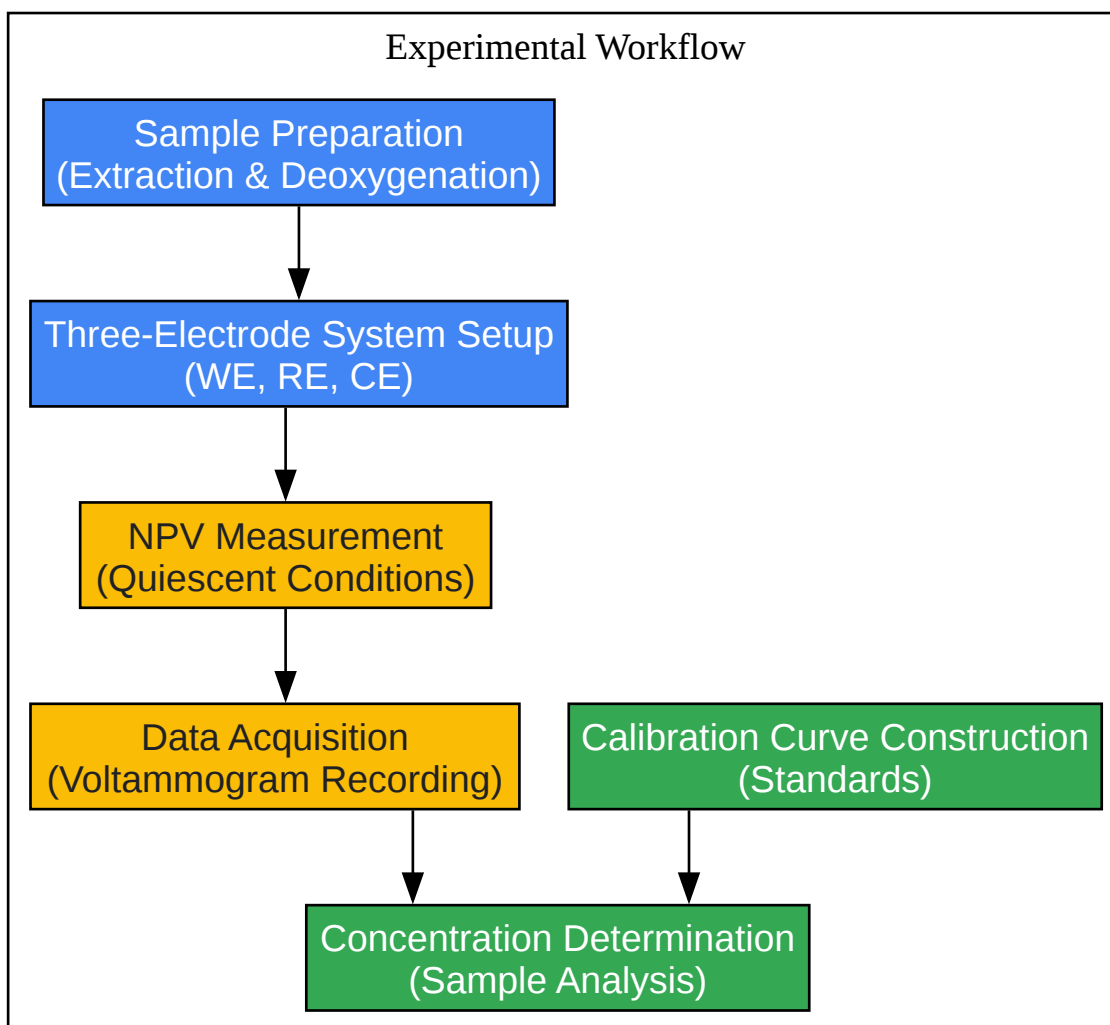 Experimental Workflow
Sample Preparation
(Extraction & Deoxygenation)
Three-Electrode System Setup
(WE, RE, CE)
NPV Measurement
(Quiescent Conditions)
Data Acquisition
(Voltammogram Recording)
Calibration Curve Construction
(Standards)
Concentration Determination
(Sample Analysis)